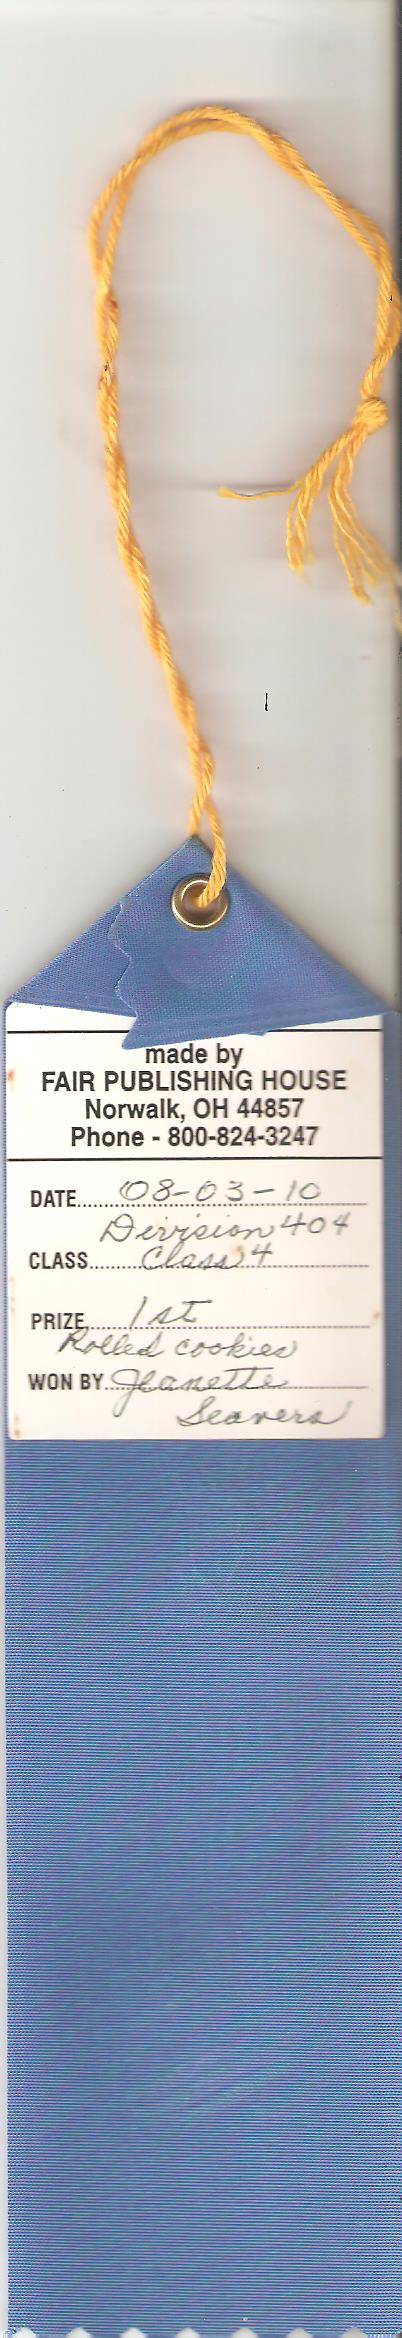 made by
FAIR PUBLISHING HOUSE
Norwalk, OH 44857
Phone - 800-824-3247
DATE 08-03-10
Division 404
CLASS Class 4
PRIZE 1st
Rolled cookies
WON BY Jeanette
Seavers